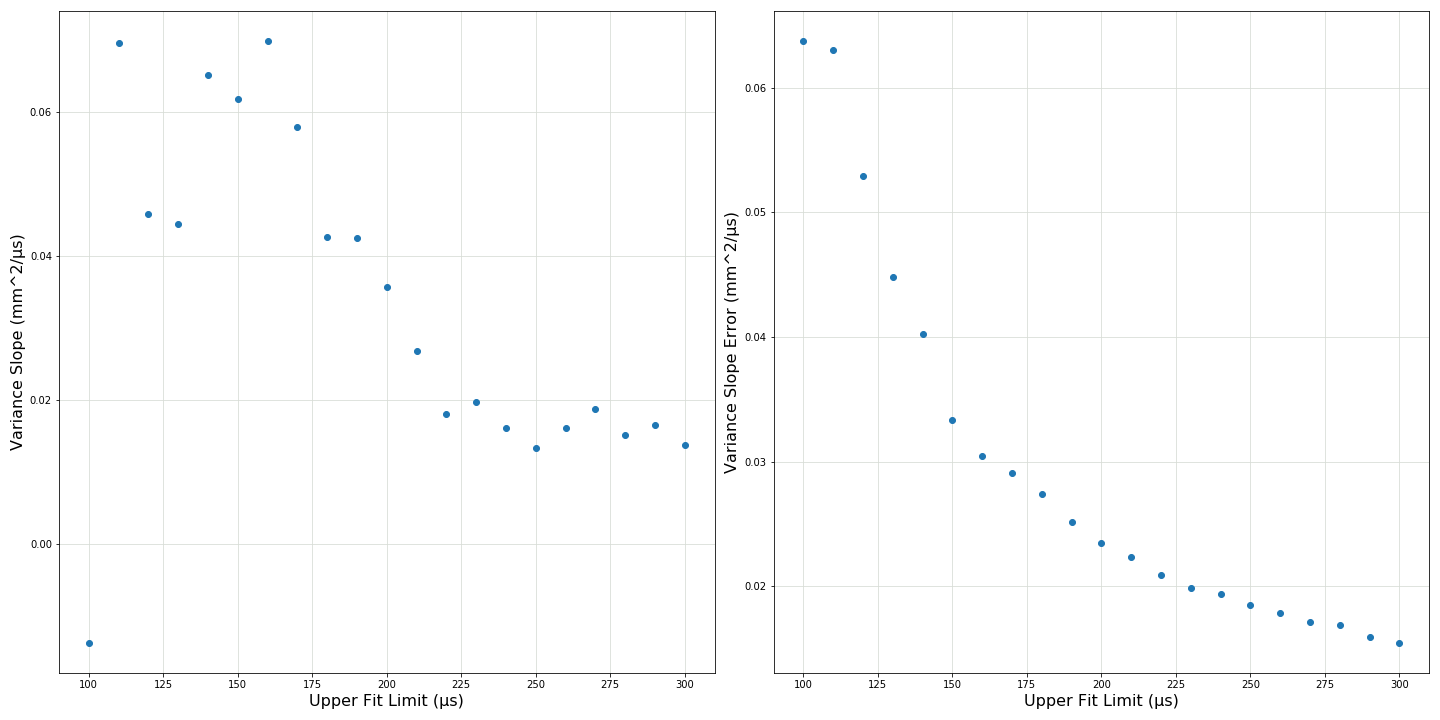 0.06
0.04
0.02
0.00
Variance Slope (mm^2/μs)
100 125 150 175 200 225 250 275 300
Upper Fit Limit (μs)
0.06
0.05
0.04
0.03
0.02
Variance Slope Error (mm^2/μs)
100 125 150 175 200 225 250 275 300
Upper Fit Limit (μs)